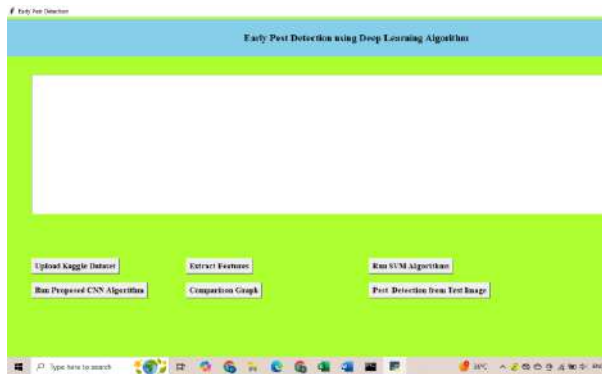 Early Pest Detection
Early Pest Detection using Deep Learning Algorithm
Upload Kaggle Dataset Extract Features Run SVM Algorithms
Run Proposed CNN Algorithm Comparison Graph Pest Detection from Test Image
Type here to search